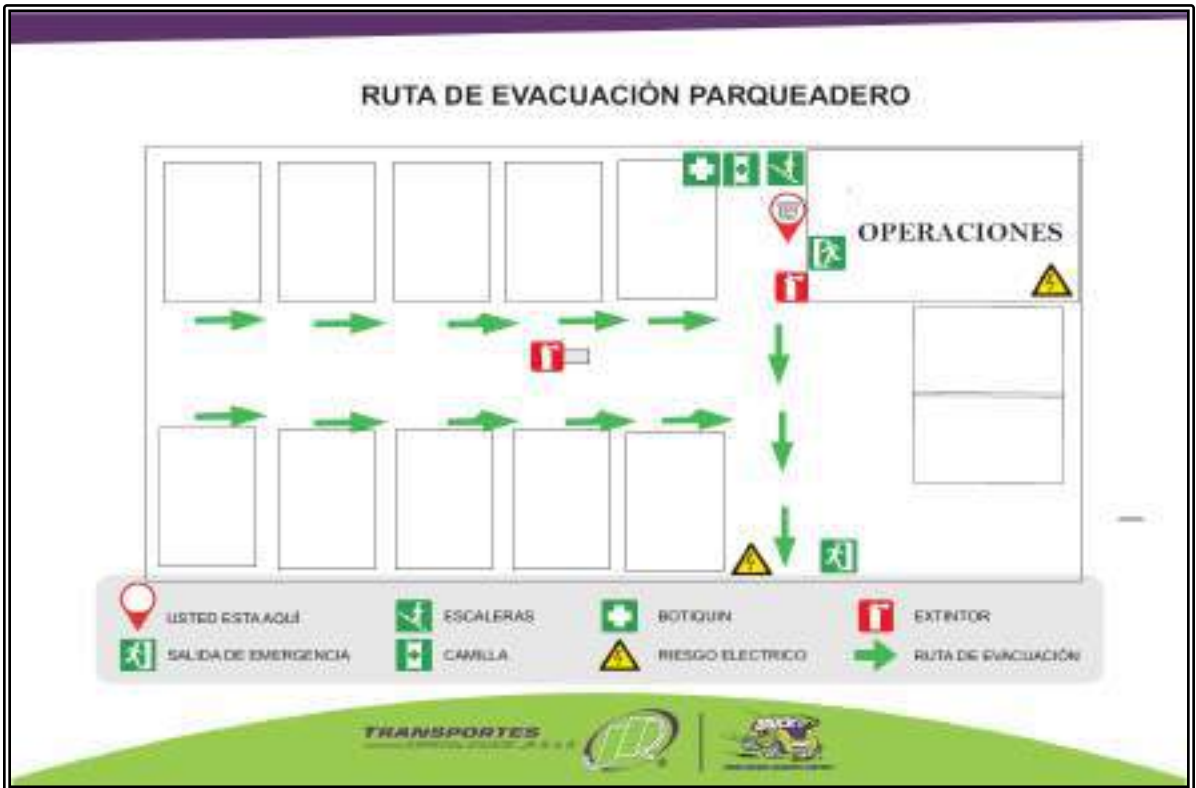 RUTA DE EVACUACIÓN PARQUEADERO
OPERACIONES
USTED ESTA AQUÍ
ESCALERAS
BOTIQUIN
EXTINTOR
SALIDA DE EMERGENCIA
CAMILLA
RIESGO ELECTRICO
RUTA DE EVACUACIÓN
TRANSPORTES